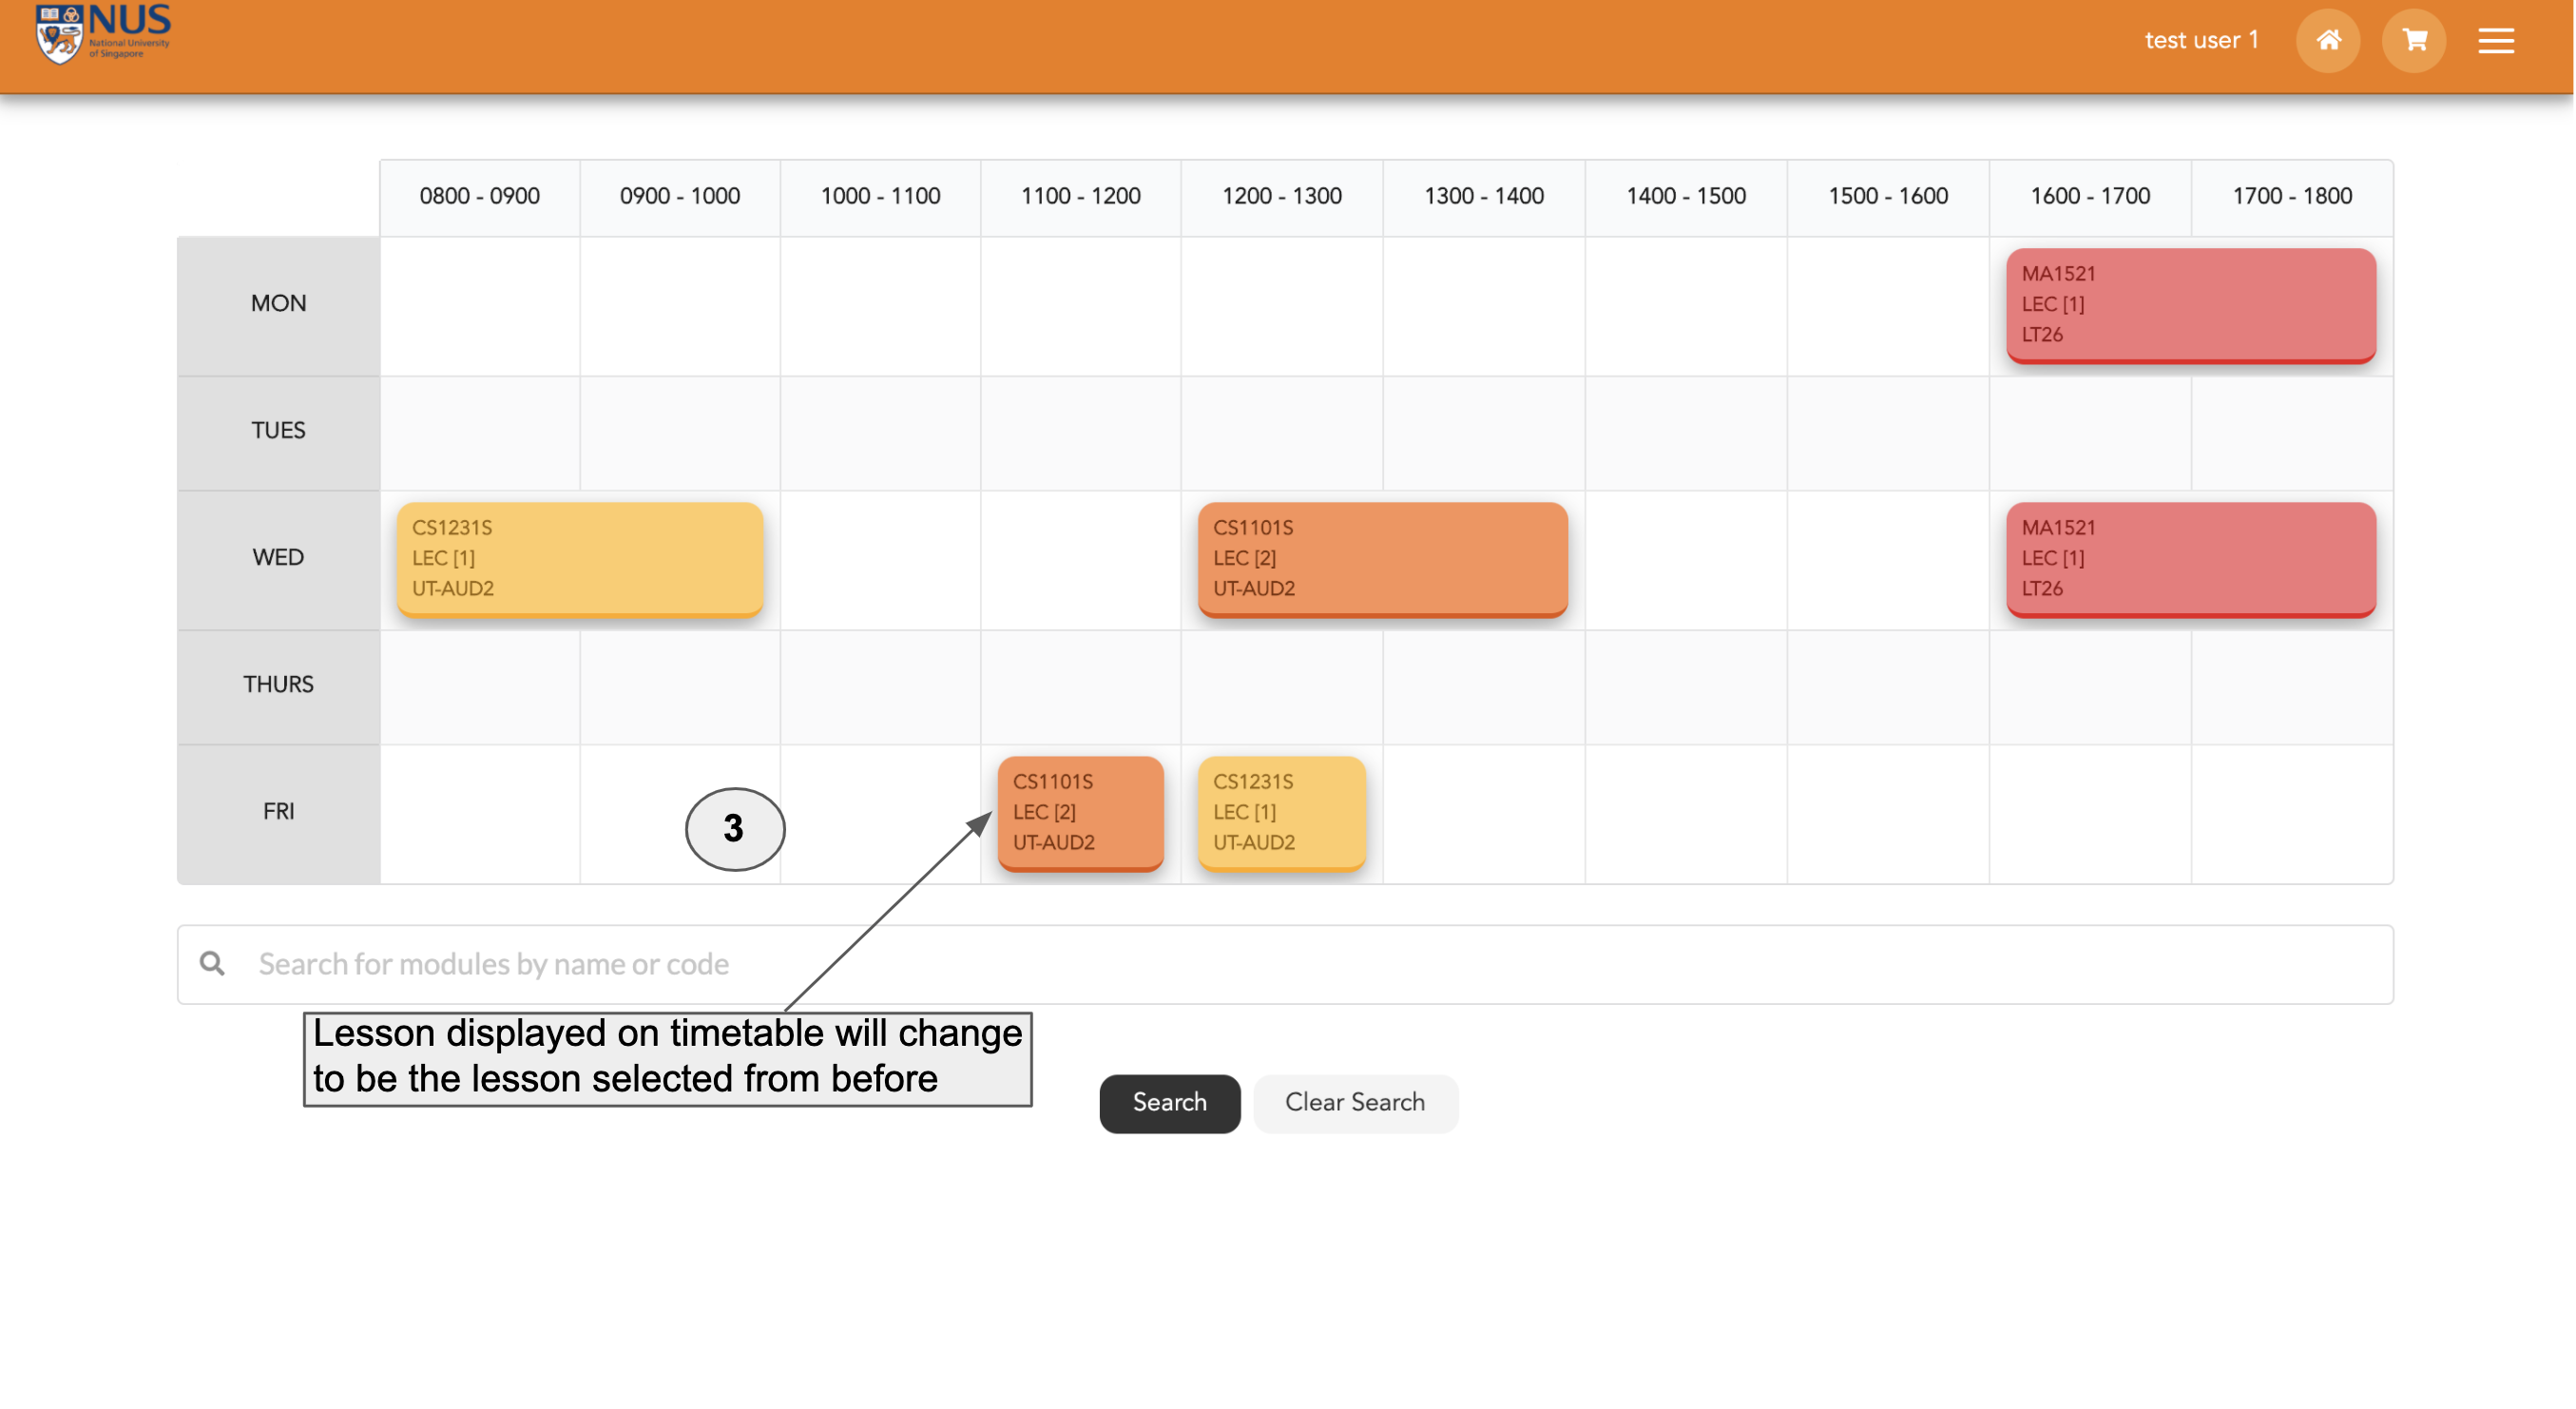 NUS
National University
of Singapore
test user 1
0800 - 0900 0900 - 1000 1000 - 1100 1100 - 1200 1200 - 1300 1300 - 1400 1400 - 1500 1500 - 1600 1600 - 1700 1700 - 1800
MON
MA1521
LEC [1]
LT26
TUES
WED
CS1231S
LEC [1]
UT-AUD2
CS1101S
LEC [2]
UT-AUD2
MA1521
LEC [1]
LT26
THURS
FRI
3
CS1101S
LEC [2]
UT-AUD2
CS1231S
LEC [1]
UT-AUD2
Search for modules by name or code
Lesson displayed on timetable will change
to be the lesson selected from before
Search Clear Search